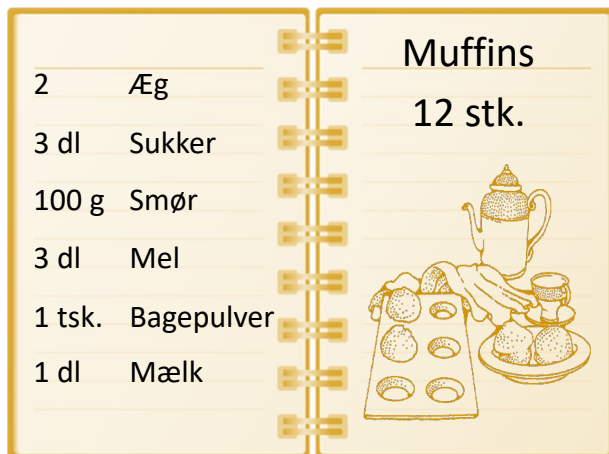 2 Æg
3 dl Sukker
100 g Smør
3 dl Mel
1 tsk. Bagepulver
1 dl Mælk
Muffins
12 stk.